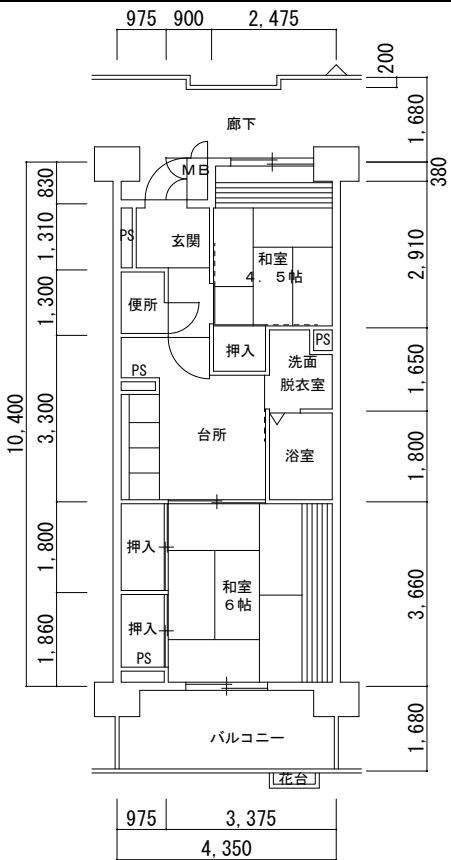 975 900 2,475
200
1,680
廊下
380
MB
830
PS
玄関
和室
4.5帖
1,310
2,910
便所
1,300
押入
PS
洗面
脱衣室
1,650
PS
10,400
3,300
台所
浴室
1,800
押入
和室
6帖
1,800
3,660
押入
PS
1,860
バルコニー
1,680
花台
975 3,375
4,350